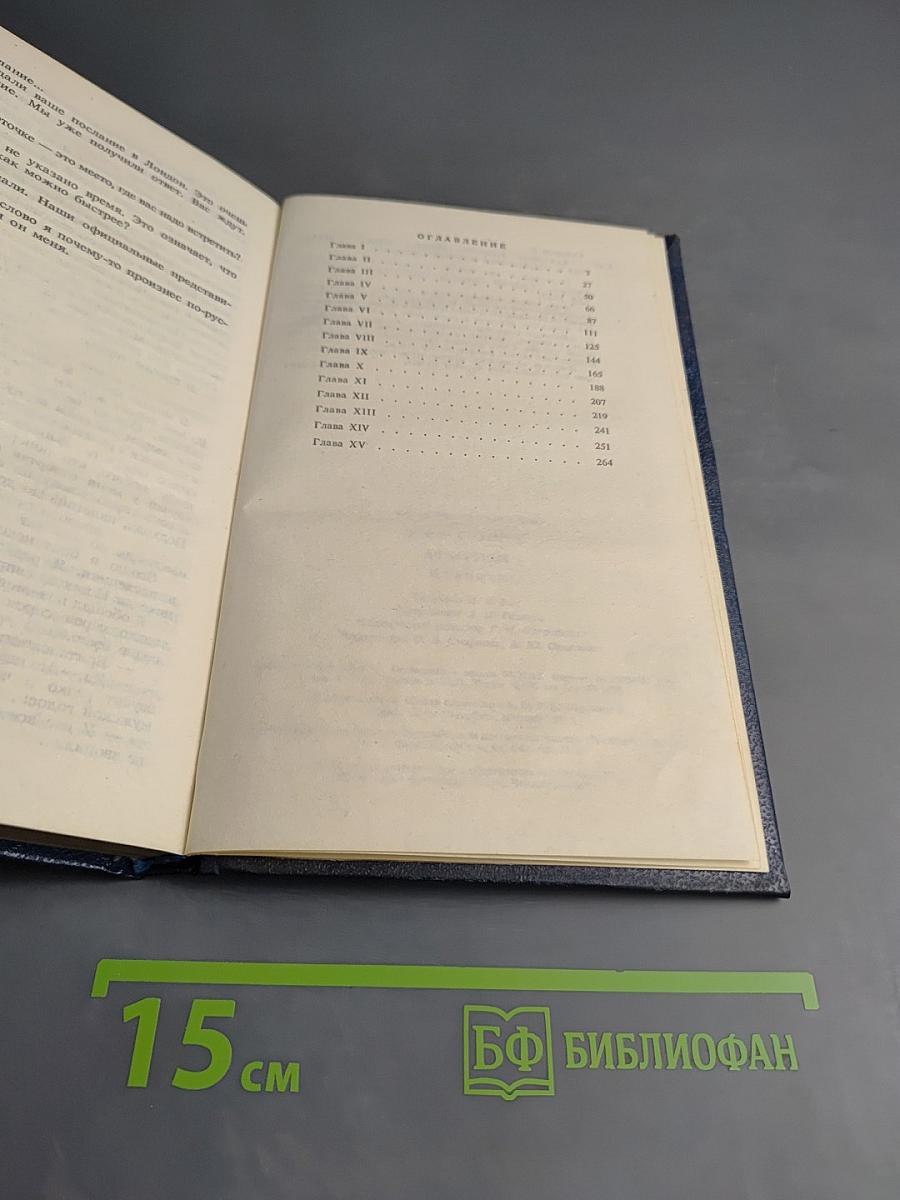 лание...
дали ваше послание в Лондон. Это очень
ие. Мы уже получили ответ. Вас ждут.
рточке — это место, где вас надо встретить?
не указано время. Это означает, что
как можно быстрее?
али. Наши официальные представи-
слово я почему-то произнес по-рус-
л он меня.
ОГЛАВЛЕНИЕ
Глава I . . . 7
Глава II . . . 27
Глава III . . . 50
Глава IV . . . 66
Глава V . . . 87
Глава VI . . . 111
Глава VII . . . 125
Глава VIII . . . 144
Глава IX . . . 165
Глава X . . . 188
Глава XI . . . 207
Глава XII . . . 219
Глава XIII . . . 241
Глава XIV . . . 251
Глава XV . . . 264
15 см
БФ БИБЛИОФАН